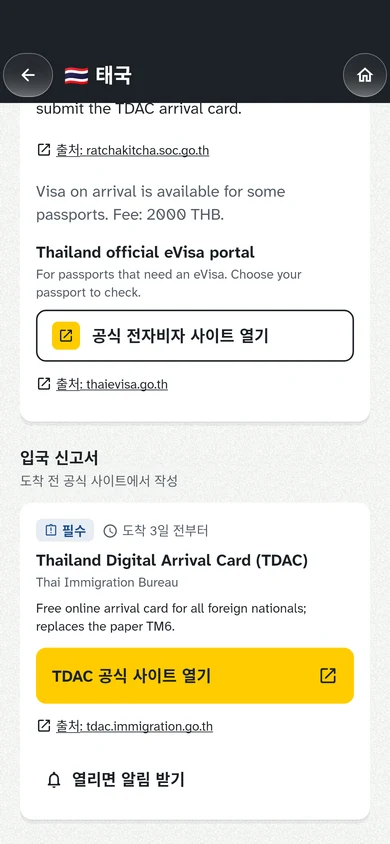 태국
submit the TDAC arrival card.
출처: ratchakitcha.soc.go.th
Visa on arrival is available for some
passports. Fee: 2000 THB.
Thailand official eVisa portal
For passports that need an eVisa. Choose your
passport to check.
공식 전자비자 사이트 열기
출처: thaievisa.go.th
입국 신고서
도착 전 공식 사이트에서 작성
필수 도착 3일 전부터
Thailand Digital Arrival Card (TDAC)
Thai Immigration Bureau
Free online arrival card for all foreign nationals;
replaces the paper TM6.
TDAC 공식 사이트 열기
출처: tdac.immigration.go.th
열리면 알림 받기